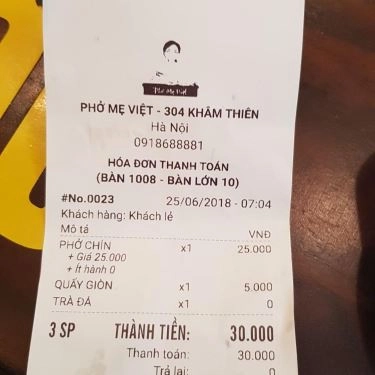 Phở Mẹ Việt
PHỞ MẸ VIỆT - 304 KHÂM THIÊN
Hà Nội
0918688881
HÓA ĐƠN THANH TOÁN
(BÀN 1008 - BÀN LỚN 10)
#No.0023 25/06/2018 - 07:04
Khách hàng: Khách lẻ
Mô tả VNĐ
PHỞ CHÍN x1 25.000
+ Giá 25.000
+ Ít hành 0
QUẨY GIÒN x1 5.000
TRÀ ĐÁ x1 0
3 SP THÀNH TIỀN: 30.000
Thanh toán: 30.000
Trả lại: 0